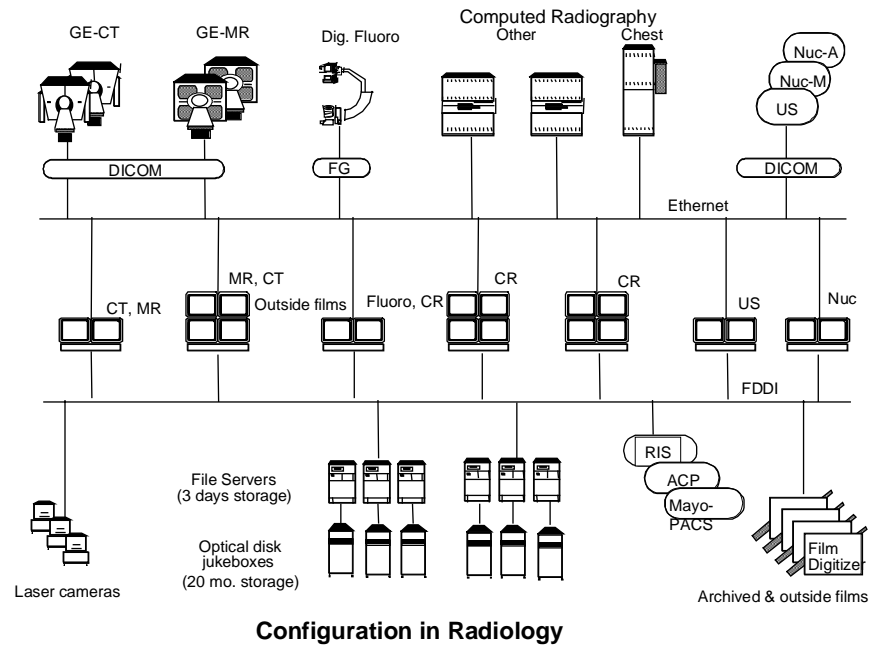 Computed Radiography
GE-CT
GE-MR
Dig. Fluoro
Other
Chest
Nuc-A
Nuc-M
US
DICOM
FG
DICOM
Ethernet
CT, MR
MR, CT
Outside films
Fluoro, CR
CR
CR
US
Nuc
FDDI
File Servers
(3 days storage)
RIS
ACP
Mayo-
PACS
Optical disk
jukeboxes
(20 mo. storage)
Film
Digitizer
Laser cameras
Archived & outside films
Configuration in Radiology